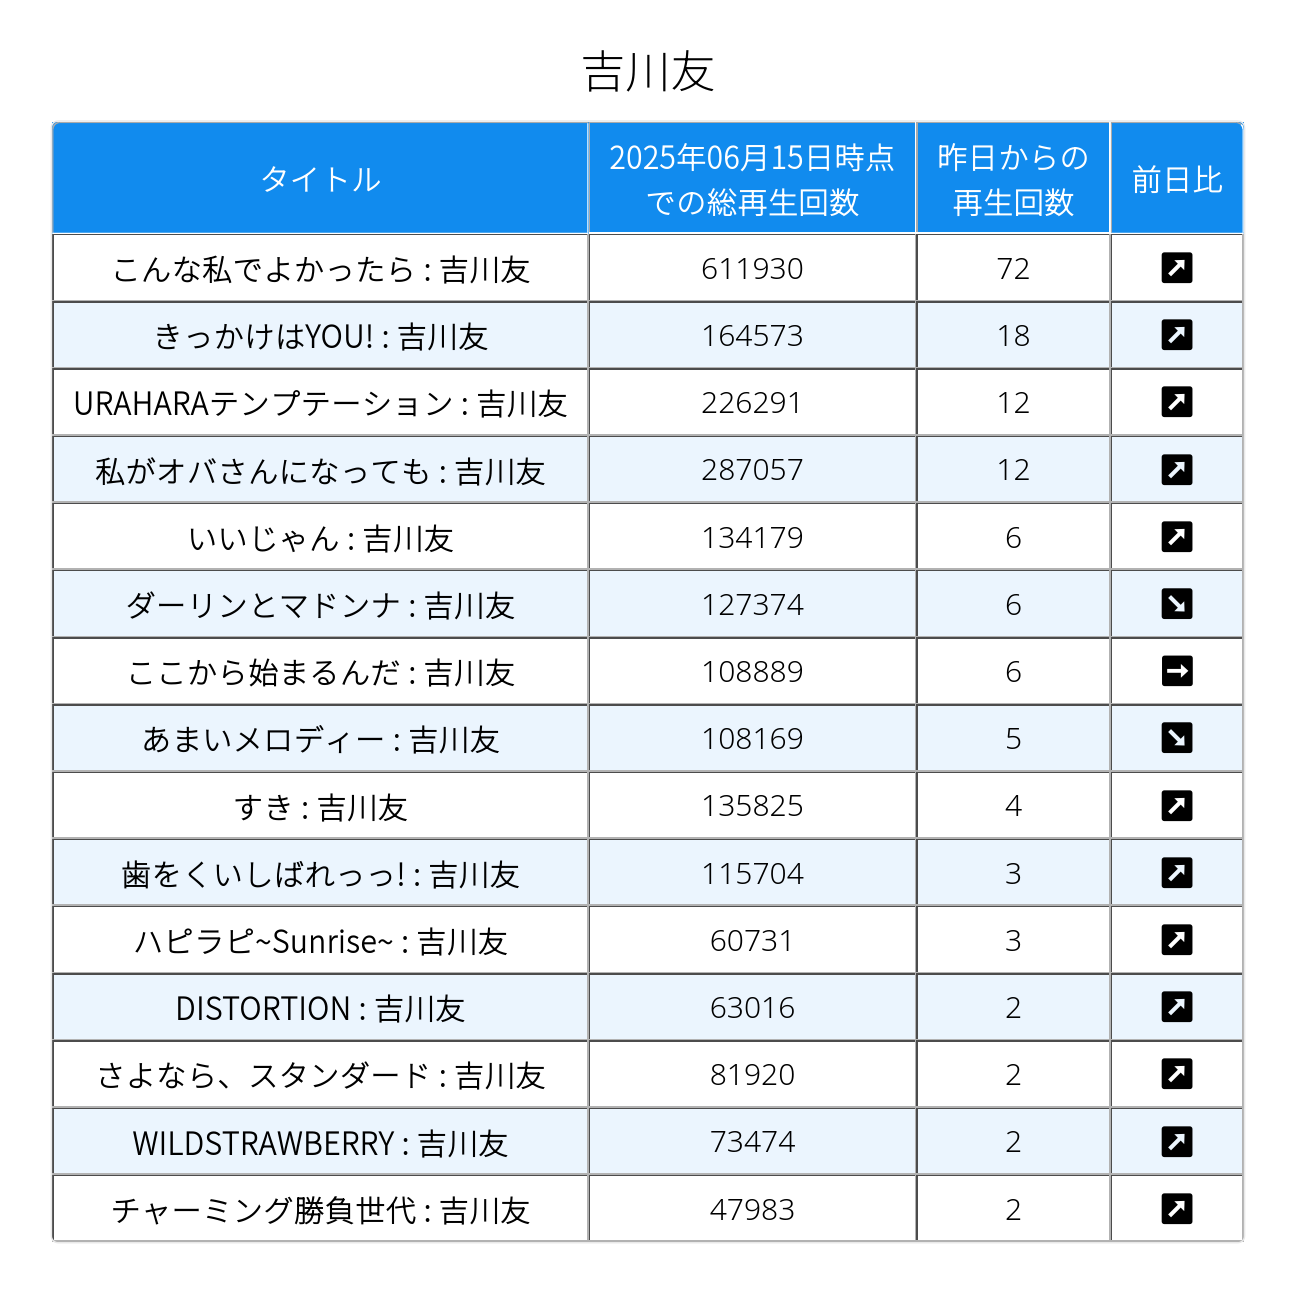 吉川友
タイトル
2025年06月15日時点
での総再生回数
昨日からの
再生回数
前日比
こんな私でよかったら : 吉川友 611930 72 ↗
きっかけはYOU! : 吉川友 164573 18 ↗
URAHARAテンプテーション : 吉川友 226291 12 ↗
私がオバさんになっても : 吉川友 287057 12 ↗
いいじゃん : 吉川友 134179 6 ↗
ダーリンとマドンナ : 吉川友 127374 6 ↘
ここから始まるんだ : 吉川友 108889 6 →
あまいメロディー : 吉川友 108169 5 ↘
すき : 吉川友 135825 4 ↗
歯をくいしばれっっ! : 吉川友 115704 3 ↗
ハピラピ~Sunrise~ : 吉川友 60731 3 ↗
DISTORTION : 吉川友 63016 2 ↗
さよなら、スタンダード : 吉川友 81920 2 ↗
WILDSTRAWBERRY : 吉川友 73474 2 ↗
チャーミング勝負世代 : 吉川友 47983 2 ↗